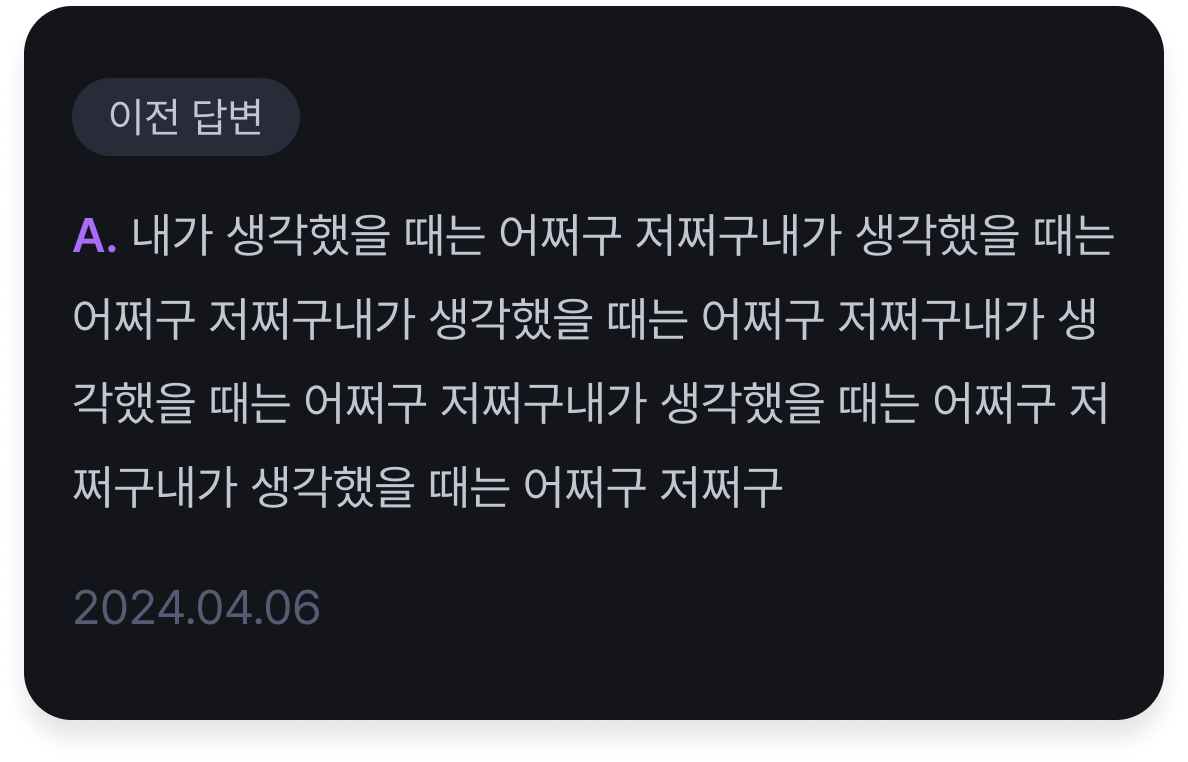 이전 답변
A. 내가 생각했을 때는 어쩌구 저쩌구내가 생각했을 때는
어쩌구 저쩌구내가 생각했을 때는 어쩌구 저쩌구내가 생
각했을 때는 어쩌구 저쩌구내가 생각했을 때는 어쩌구 저
쩌구내가 생각했을 때는 어쩌구 저쩌구
2024.04.06